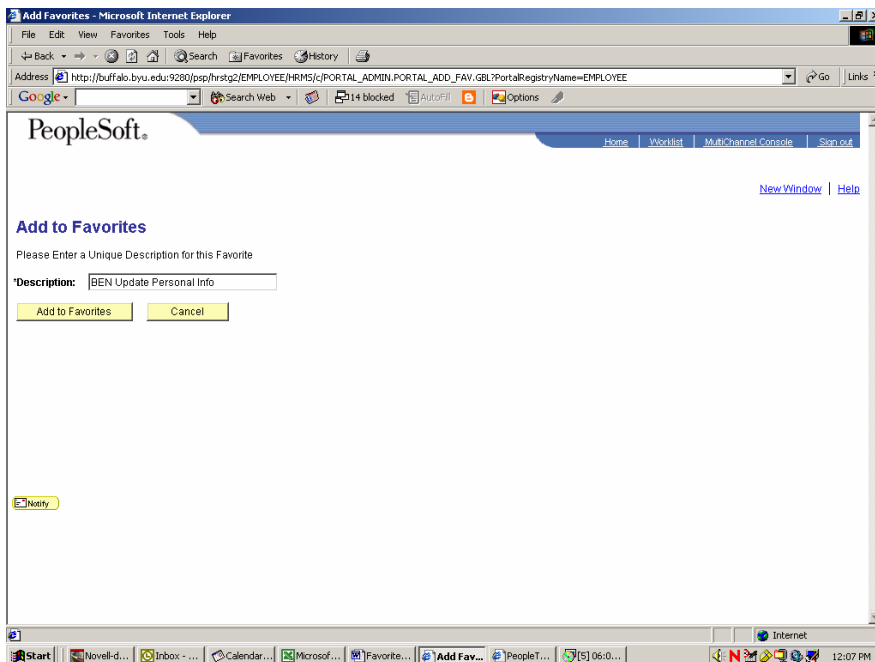 Add Favorites - Microsoft Internet Explorer
File Edit View Favorites Tools Help
Back Search Favorites History
Address http://buffalo.byu.edu:9280/psp/hrstg2/EMPLOYEE/HRMS/c/PORTAL_ADMIN.PORTAL_ADD_FAV.GBL?PortalRegistryName=EMPLOYEE Go Links
Google Search Web 14 blocked AutoFill Options
PeopleSoft®
Home Worklist MultiChannel Console Sign out
New Window Help
Add to Favorites
Please Enter a Unique Description for this Favorite
*Description: BEN Update Personal Info
Add to Favorites Cancel
Notify
Internet
Start Novell-d... Inbox - ... Calendar... Microsof... Favorite... Add Fav... PeopleT... [5] 06:0... 12:07 PM